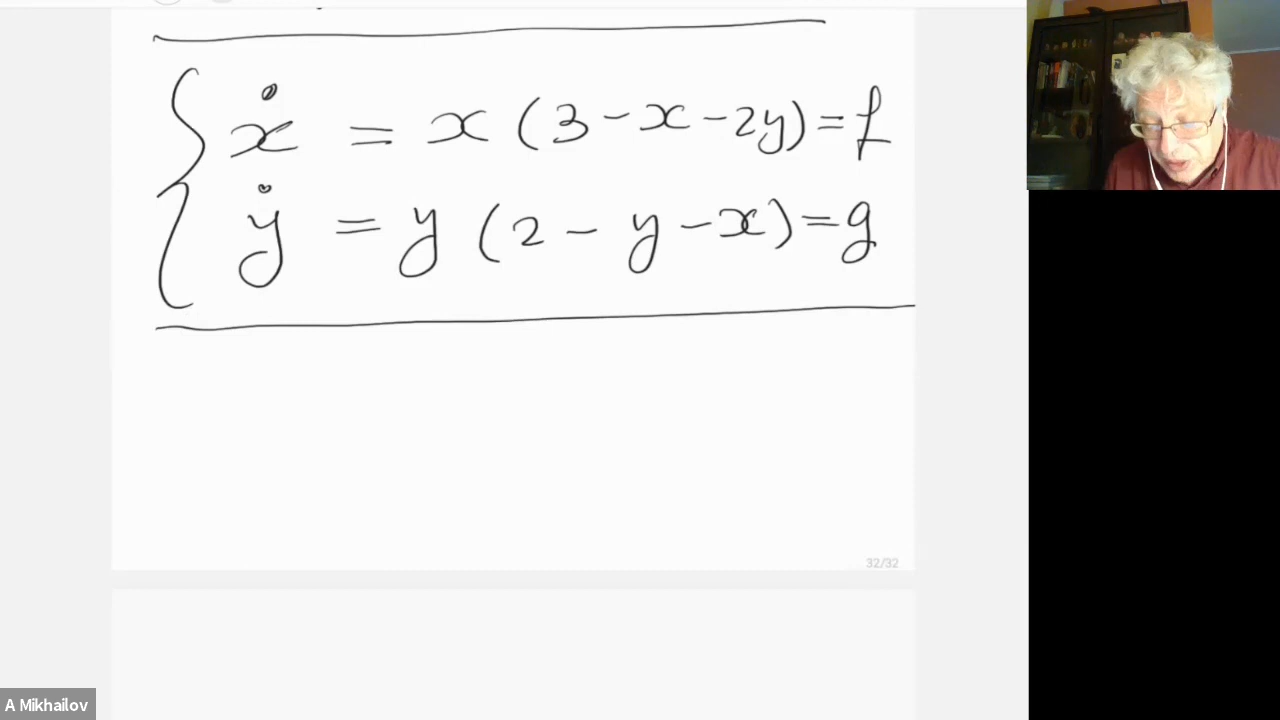 ẋ = x (3 - x - 2y) = f
ẏ = y (2 - y - x) = g
32/32
A Mikhailov